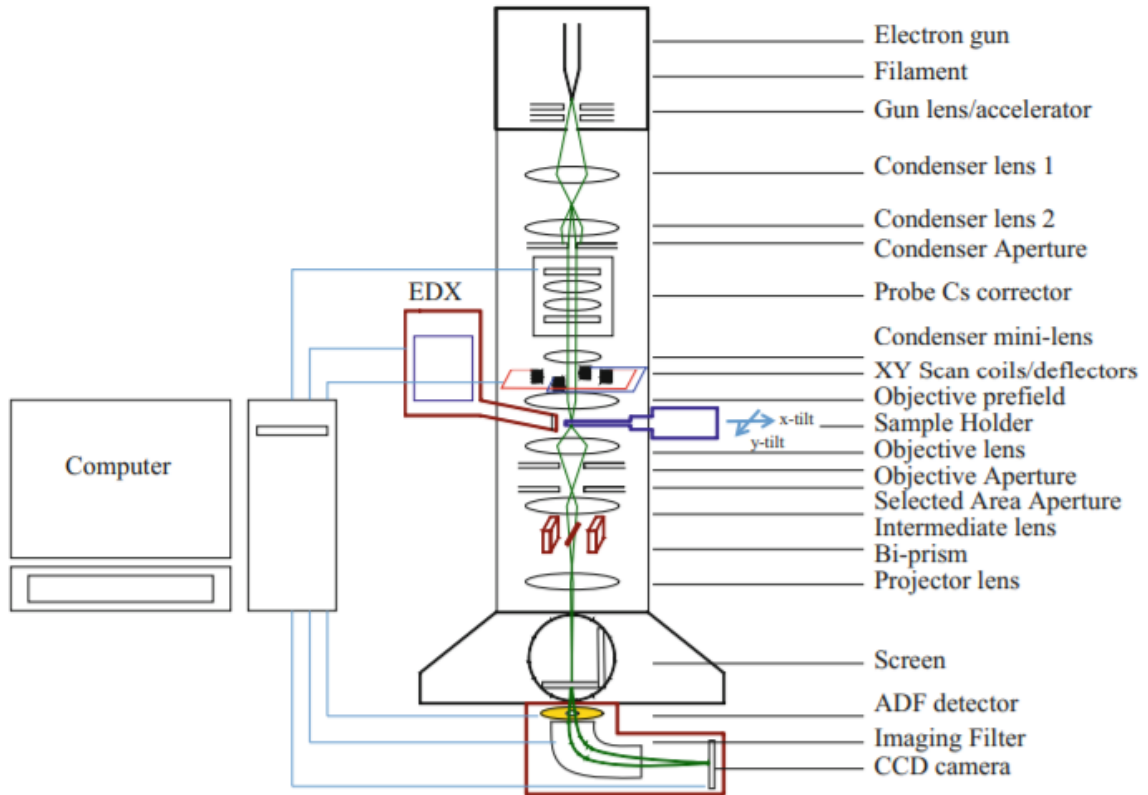 Electron gun
Filament
Gun lens/accelerator
Condenser lens 1
Condenser lens 2
Condenser Aperture
EDX
Probe Cs corrector
Condenser mini-lens
XY Scan coils/deflectors
Objective prefield
x-tilt
Sample Holder
y-tilt
Objective lens
Computer
Objective Aperture
Selected Area Aperture
Intermediate lens
Bi-prism
Projector lens
Screen
ADF detector
Imaging Filter
CCD camera